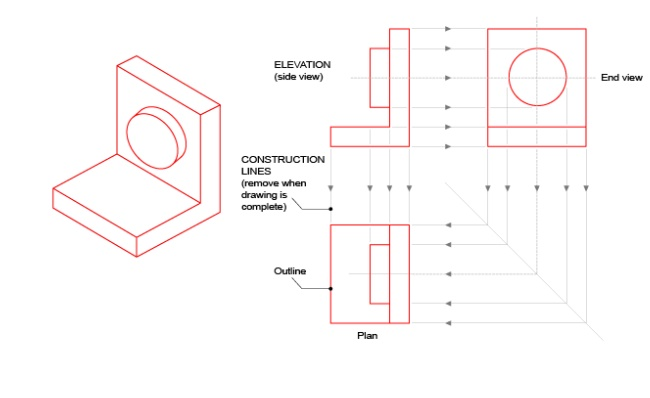 ELEVATION
(side view)
End view
CONSTRUCTION
LINES
(remove when
drawing is
complete)
Outline
Plan